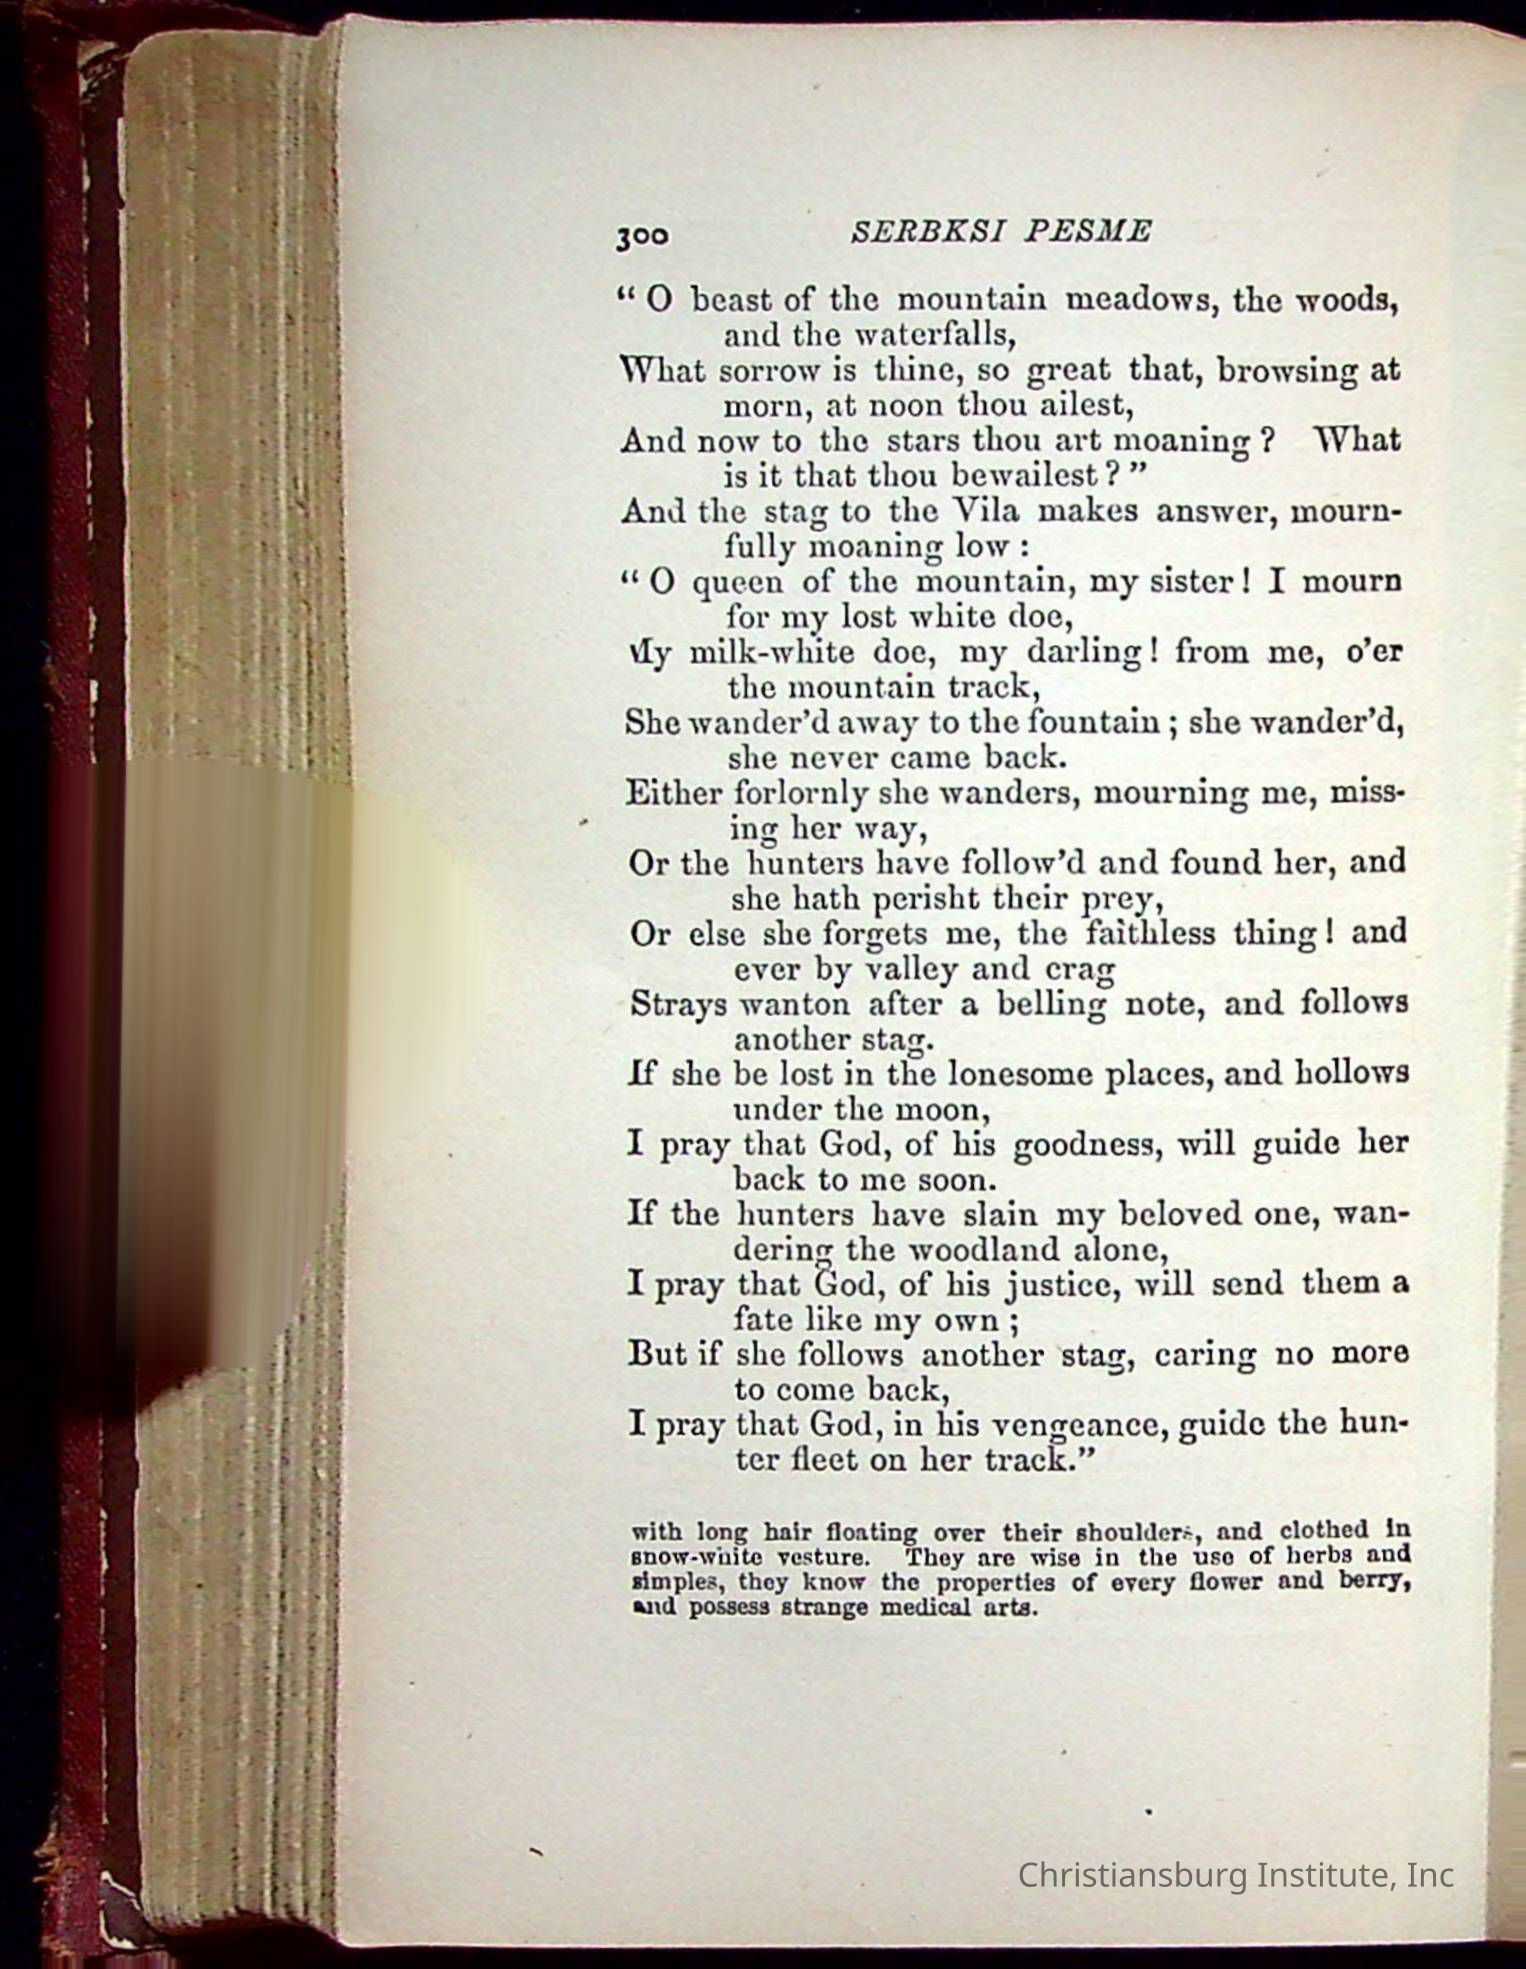 300 SERBKSI PESME
“ O beast of the mountain meadows, the woods,
and the waterfalls,
What sorrow is thine, so great that, browsing at
morn, at noon thou ailest,
And now to the stars thou art moaning ? What
is it that thou bewailest ? ”
And the stag to the Vila makes answer, mourn-
fully moaning low :
“ O queen of the mountain, my sister ! I mourn
for my lost white doe,
My milk-white doe, my darling ! from me, o’er
the mountain track,
She wander’d away to the fountain ; she wander’d,
she never came back.
Either forlornly she wanders, mourning me, miss-
ing her way,
Or the hunters have follow’d and found her, and
she hath perisht their prey,
Or else she forgets me, the faithless thing ! and
ever by valley and crag
Strays wanton after a belling note, and follows
another stag.
If she be lost in the lonesome places, and hollows
under the moon,
I pray that God, of his goodness, will guide her
back to me soon.
If the hunters have slain my beloved one, wan-
dering the woodland alone,
I pray that God, of his justice, will send them a
fate like my own ;
But if she follows another stag, caring no more
to come back,
I pray that God, in his vengeance, guide the hun-
ter fleet on her track.”
with long hair floating over their shoulders, and clothed in
snow-white vesture. They are wise in the use of herbs and
simples, they know the properties of every flower and berry,
and possess strange medical arts.
Christiansburg Institute, Inc